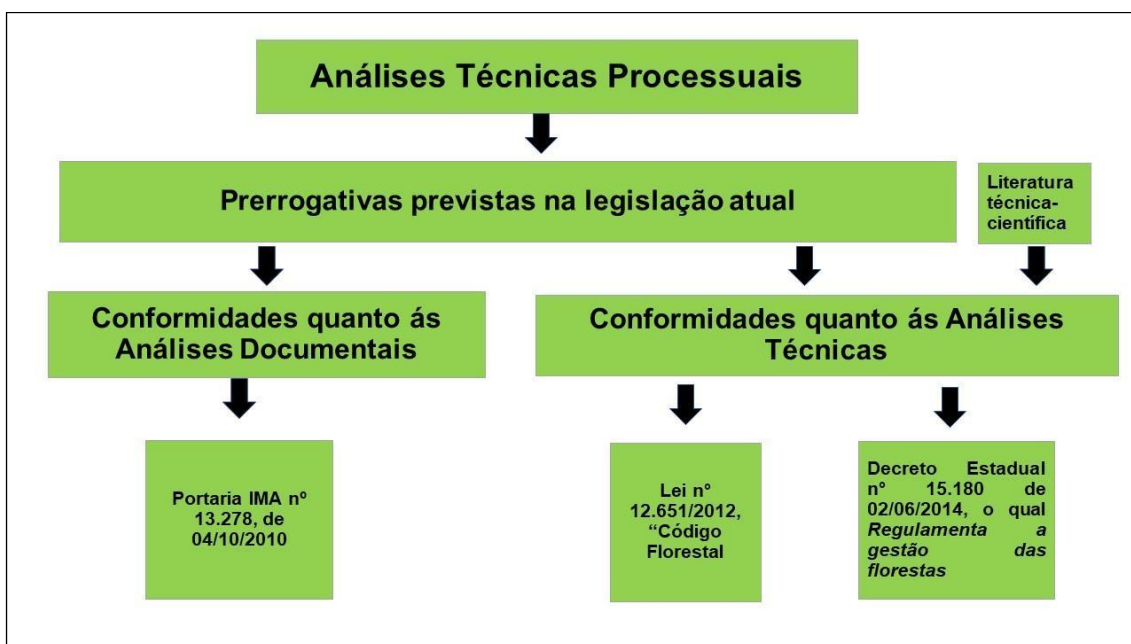 Análises Técnicas Processuais
Prerrogativas previstas na legislação atual
Literatura
técnica-
científica
Conformidades quanto ás
Análises Documentais
Conformidades quanto ás Análises
Técnicas
Portaria IMA nº
13.278, de
04/10/2010
Lei nº
12.651/2012,
“Código
Florestal
Decreto Estadual
nº 15.180 de
02/06/2014, o qual
Regulamenta a
gestão das
florestas